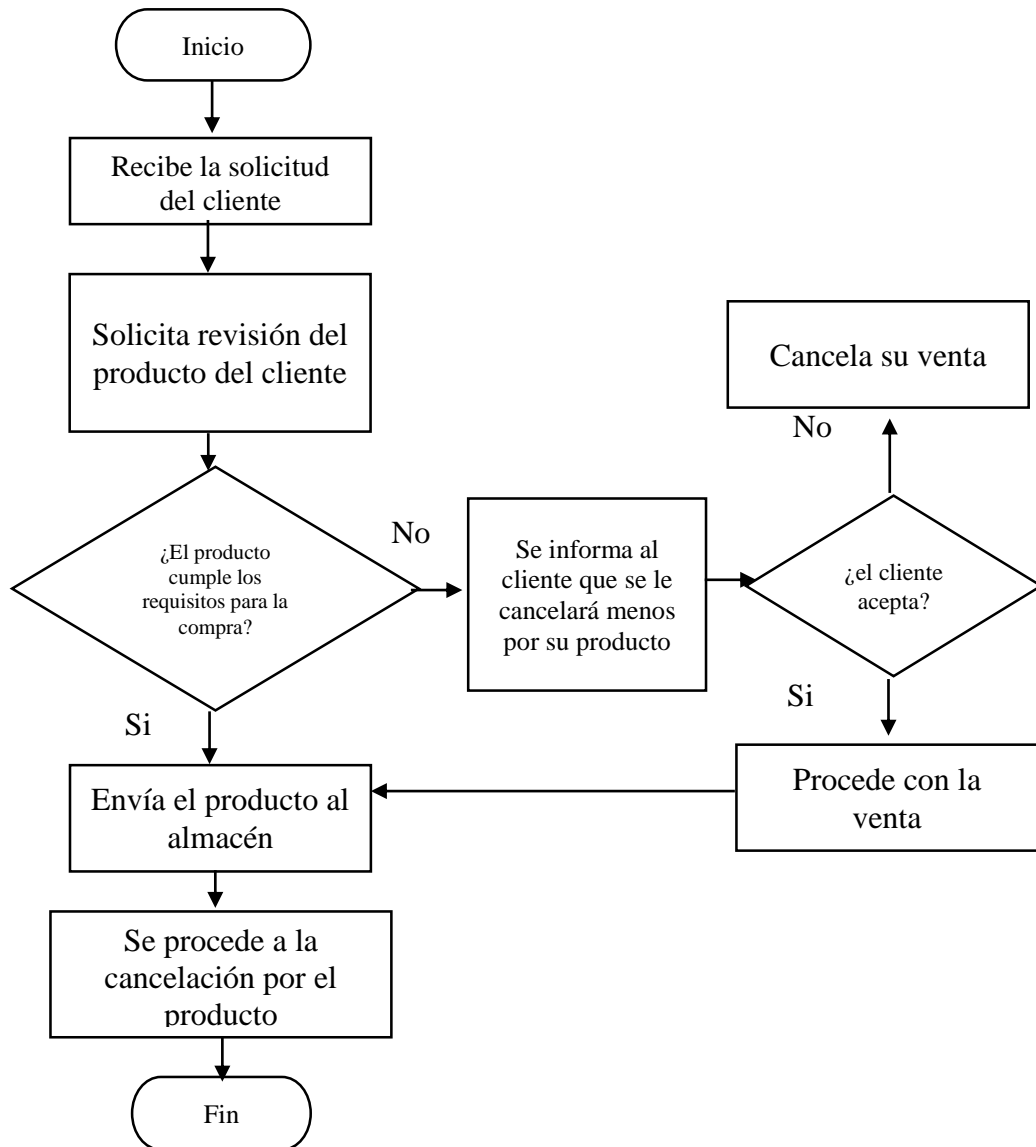 Inicio
Recibe la solicitud
del cliente
Solicita revisión del
producto del cliente
¿El producto
cumple los
requisitos para la
compra?
No
Se informa al
cliente que se le
cancelará menos
por su producto
¿el cliente
acepta?
No
Cancela su venta
Si
Procede con la
venta
Si
Envía el producto al
almacén
Se procede a la
cancelación por el
producto
Fin